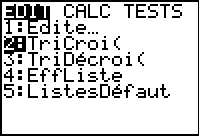 EDIT CALC TESTS
1:Edite…
2:TriCroi(
3:TriDécroi(
4:EffListe
5:ListesDéfaut